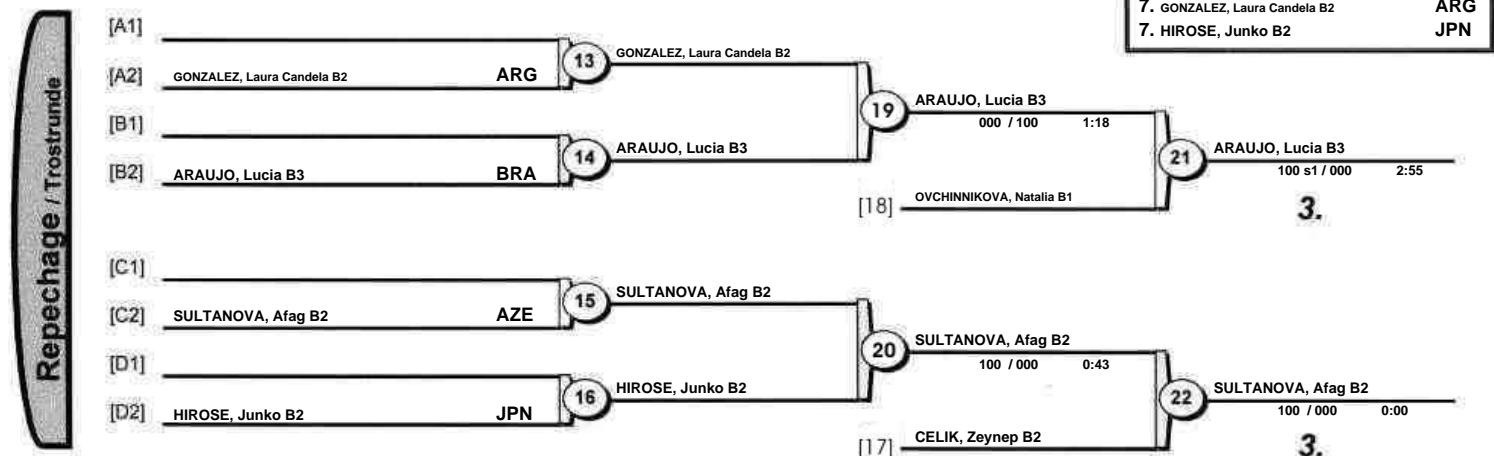 7. GONZALEZ, Laura Candela B2 ARG
7. HIROSE, Junko B2 JPN
Repechage / Trostrunde
[A1]
[A2] GONZALEZ, Laura Candela B2 ARG
13 GONZALEZ, Laura Candela B2
[B1]
[B2] ARAUJO, Lucia B3 BRA
14 ARAUJO, Lucia B3
19 ARAUJO, Lucia B3
000 / 100 1:18
[18] OVCHINNIKOVA, Natalia B1
21 ARAUJO, Lucia B3
100 s1 / 000 2:55
3.
[C1]
[C2] SULTANOVA, Afag B2 AZE
15 SULTANOVA, Afag B2
[D1]
[D2] HIROSE, Junko B2 JPN
16 HIROSE, Junko B2
20 SULTANOVA, Afag B2
100 / 000 0:43
[17] CELIK, Zeynep B2
22 SULTANOVA, Afag B2
100 / 000 0:00
3.